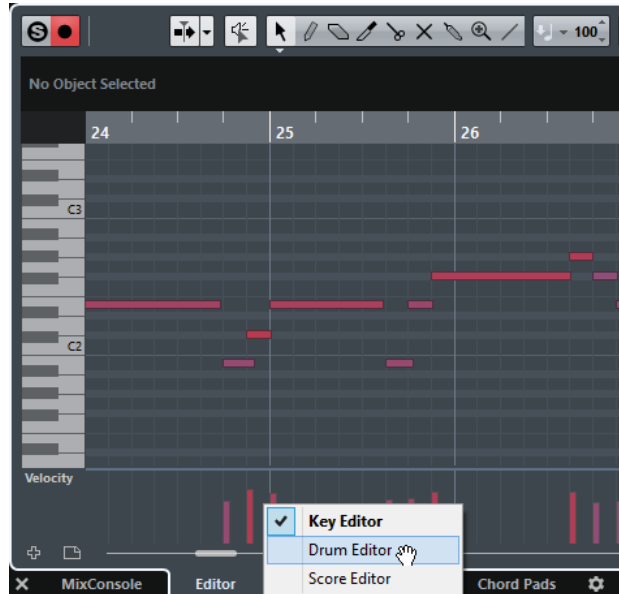 S
100
No Object Selected
24 25 26
C3
C2
Velocity
Key Editor
Drum Editor
Score Editor
MixConsole Editor Chord Pads